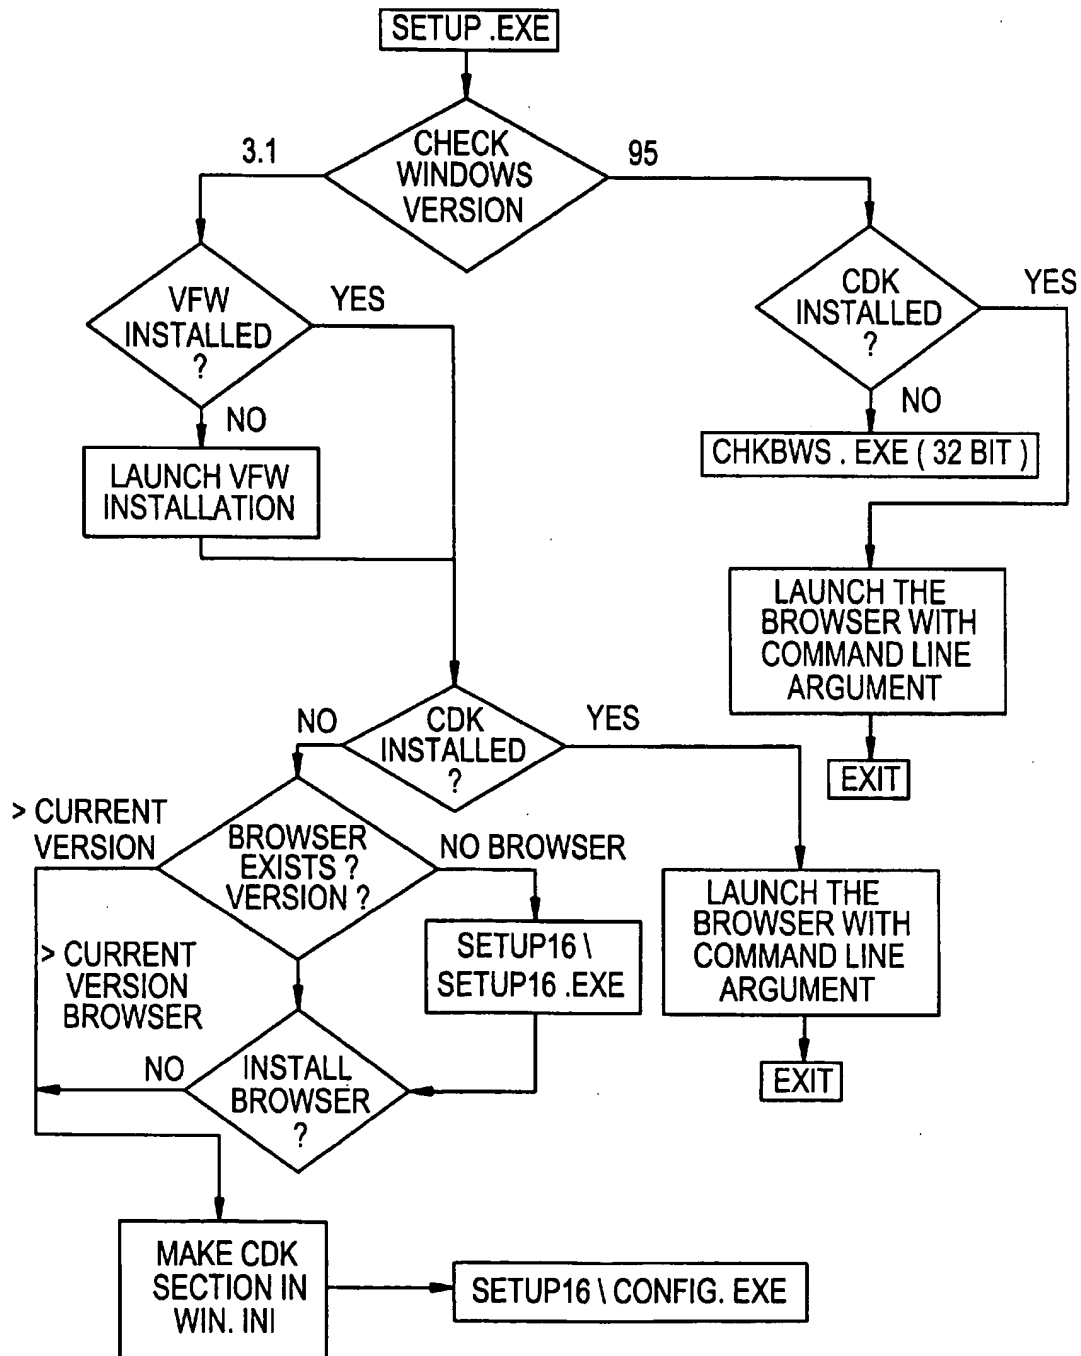 SETUP .EXE
CHECK
WINDOWS
VERSION
3.1
95
VFW
INSTALLED
?
YES
NO
LAUNCH VFW
INSTALLATION
CDK
INSTALLED
?
YES
NO
CHKBWS . EXE ( 32 BIT )
LAUNCH THE
BROWSER WITH
COMMAND LINE
ARGUMENT
EXIT
CDK
INSTALLED
?
NO
YES
> CURRENT
VERSION
BROWSER
EXISTS ?
VERSION ?
NO BROWSER
SETUP16 \
SETUP16 .EXE
LAUNCH THE
BROWSER WITH
COMMAND LINE
ARGUMENT
EXIT
> CURRENT
VERSION
BROWSER
NO
INSTALL
BROWSER
?
MAKE CDK
SECTION IN
WIN. INI
SETUP16 \ CONFIG. EXE